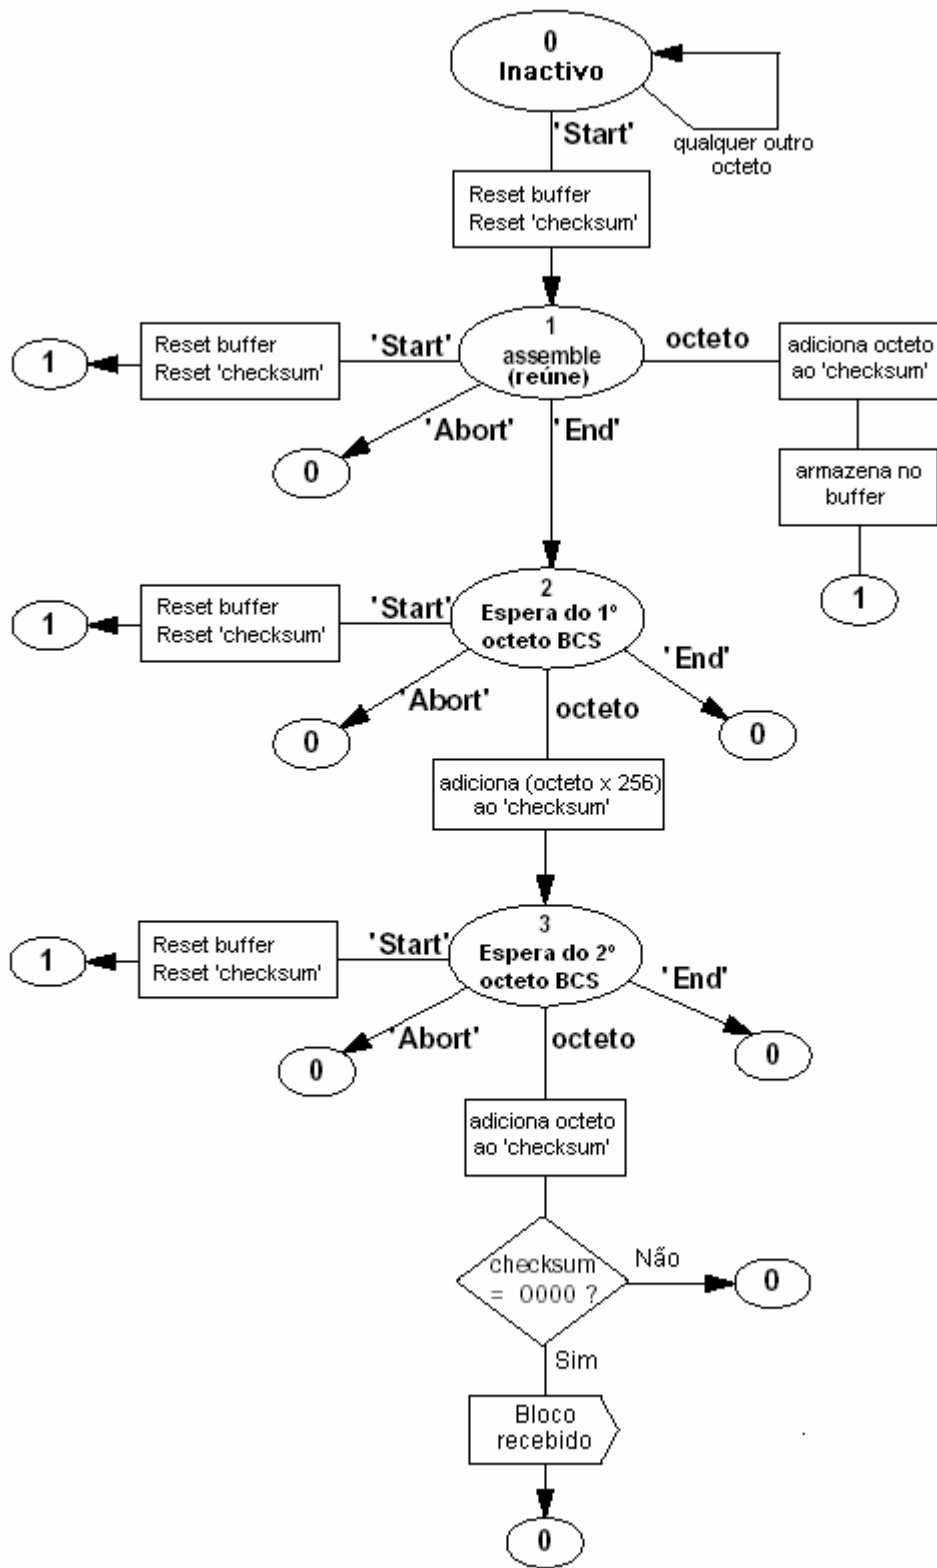 0
Inactivo
'Start'
qualquer outro
octeto
Reset buffer
Reset 'checksum'
1
Reset buffer
Reset 'checksum'
'Start'
1
assemble
(reúne)
octeto
adiciona octeto
ao 'checksum'
'Abort'
'End'
0
armazena no
buffer
1
1
Reset buffer
Reset 'checksum'
'Start'
2
Espera do 1º
octeto BCS
'End'
'Abort'
octeto
0
0
adiciona (octeto x 256)
ao 'checksum'
1
Reset buffer
Reset 'checksum'
'Start'
3
Espera do 2º
octeto BCS
'End'
'Abort'
octeto
0
0
adiciona octeto
ao 'checksum'
checksum
= 0000 ?
Não
0
Sim
Bloco
recebido
0